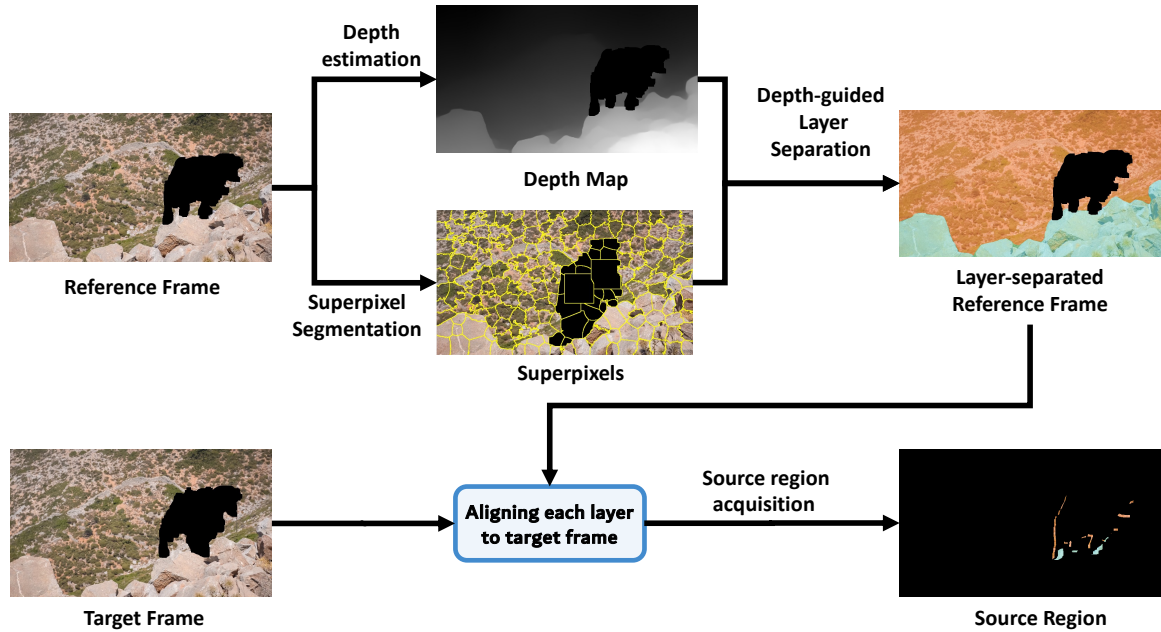 Depth
estimation
Depth Map
Depth-guided
Layer
Separation
Reference Frame
Superpixel
Segmentation
Superpixels
Layer-separated
Reference Frame
Aligning each layer
to target frame
Source region
acquisition
Target Frame
Source Region